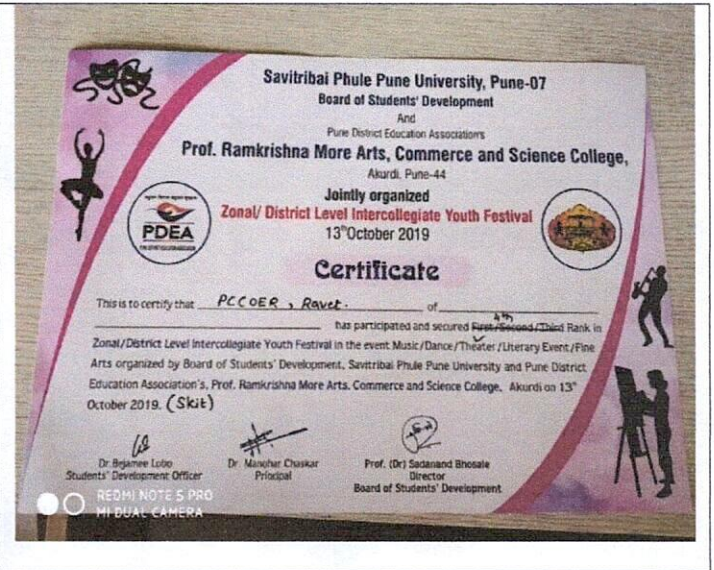 Savitribai Phule Pune University, Pune-07
Board of Students' Development
And
Pune District Education Association's
Prof. Ramkrishna More Arts, Commerce and Science College,
Akurdi, Pune-44
Jointly organized
Zonal/ District Level Intercollegiate Youth Festival
13th October 2019
PDEA
Certificate
This is to certify that PCCOER, Ravet. of
4th
has participated and secured First/Second/Third Rank in
Zonal/District Level Intercollegiate Youth Festival in the event Music/Dance/Theater/Literary Event/Fine
Arts organized by Board of Students' Development, Savitribai Phule Pune University and Pune District
Education Association's, Prof. Ramkrishna More Arts, Commerce and Science College, Akurdi on 13th
October 2019. (Skit)
Dr. Bejamee Lobo
Students' Development Officer
Dr. Manohar Chaskar
Principal
Prof. (Dr) Sadanand Bhosale
Director
Board of Students' Development
REDMI NOTE 5 PRO
MI DUAL CAMERA